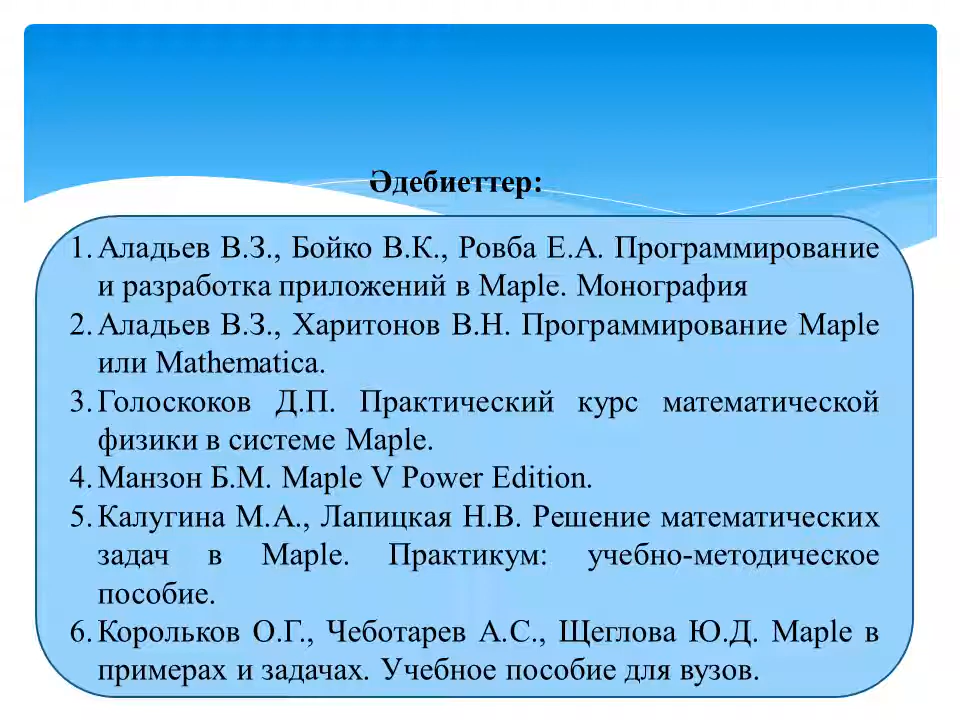 Әдебиеттер:
1. Аладьев В.З., Бойко В.К., Ровба Е.А. Программирование
и разработка приложений в Maple. Монография
2. Аладьев В.З., Харитонов В.Н. Программирование Maple
или Mathematica.
3. Голоскоков Д.П. Практический курс математической
физики в системе Maple.
4. Манзон Б.М. Maple V Power Edition.
5. Калугина М.А., Лапицкая Н.В. Решение математических
задач в Maple. Практикум: учебно-методическое
пособие.
6. Корольков О.Г., Чеботарев А.С., Щеглова Ю.Д. Maple в
примерах и задачах. Учебное пособие для вузов.